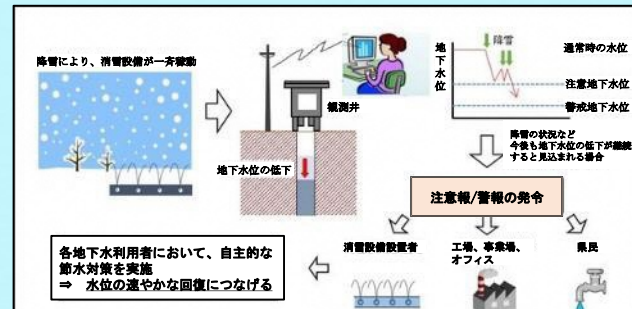 降雪により、消雪設備が一斉稼動
観測井
地下水位の低下
地下水位
降雪
通常時の水位
注意地下水位
警戒地下水位
降雪の状況など
今後も地下水位の低下が継続
すると見込まれる場合
注意報/警報の発令
消雪設備設置者
工場、事業場、
オフィス
県民
各地下水利用者において、自主的な
節水対策を実施
⇒ 水位の速やかな回復につなげる